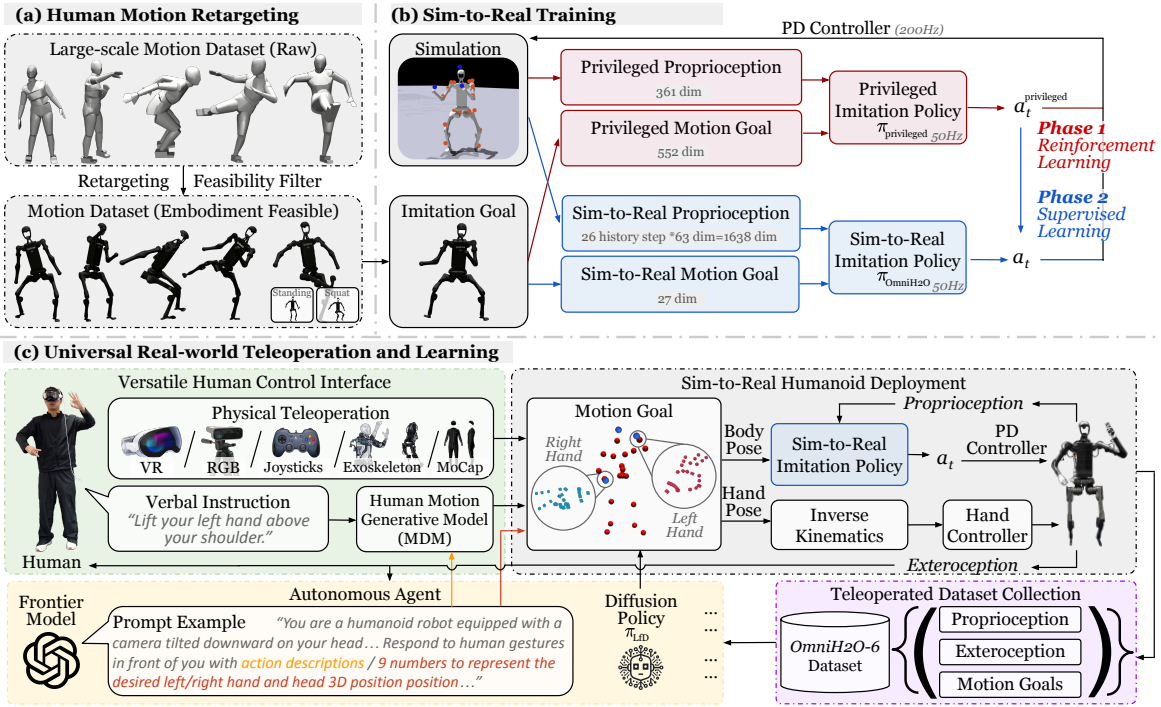 (a) Human Motion Retargeting
Large-scale Motion Dataset (Raw)
Retargeting
Feasibility Filter
Motion Dataset (Embodiment Feasible)
Standing
Squat
(b) Sim-to-Real Training
PD Controller (200Hz)
Simulation
Imitation Goal
Privileged Proprioception
361 dim
Privileged Motion Goal
552 dim
Privileged
Imitation Policy
π_privileged 50Hz
a_t^privileged
Phase 1
Reinforcement
Learning
Sim-to-Real Proprioception
26 history step *63 dim=1638 dim
Sim-to-Real Motion Goal
27 dim
Sim-to-Real
Imitation Policy
π_OmniH2O 50Hz
Phase 2
Supervised
Learning
a_t
(c) Universal Real-world Teleoperation and Learning
Versatile Human Control Interface
Physical Teleoperation
VR / RGB / Joysticks / Exoskeleton / MoCap
Verbal Instruction
“Lift your left hand above
your shoulder.”
Human Motion
Generative Model
(MDM)
Human
Sim-to-Real Humanoid Deployment
Motion Goal
Right
Hand
Left
Hand
Body
Pose
Hand
Pose
Proprioception
Sim-to-Real
Imitation Policy
a_t
PD
Controller
Inverse
Kinematics
Hand
Controller
Exteroception
Autonomous Agent
Frontier
Model
Prompt Example “You are a humanoid robot equipped with a
camera tilted downward on your head… Respond to human gestures
in front of you with action descriptions / 9 numbers to represent the
desired left/right hand and head 3D position position…”
Diffusion
Policy
π_LfD
...
...
...
...
Teleoperated Dataset Collection
OmniH2O-6
Dataset
Proprioception
Exteroception
Motion Goals